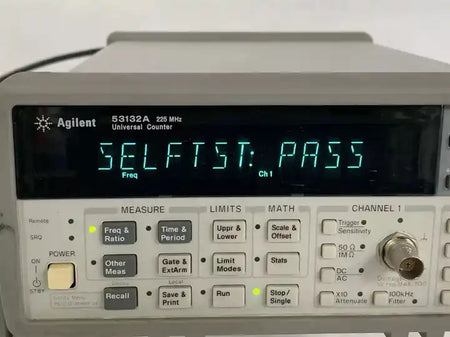 Agilent 53132A 225 MHz
Universal Counter
SELFTST: PASS
Freq Ch1
MEASURE LIMITS MATH CHANNEL 1
Remote
SRQ
POWER
ON
STBY
Freq &
Ratio
Time &
Period
Uppr &
Lower
Scale &
Offset
Trigger
Sensitivity
Other
Meas
Gate &
ExtArm
Limit
Modes
Stats
50 Ω
1M Ω
DC
AC
Recall
Save &
Print
Run
Stop/
Single
X10
Attenuate
100kHz
Filter